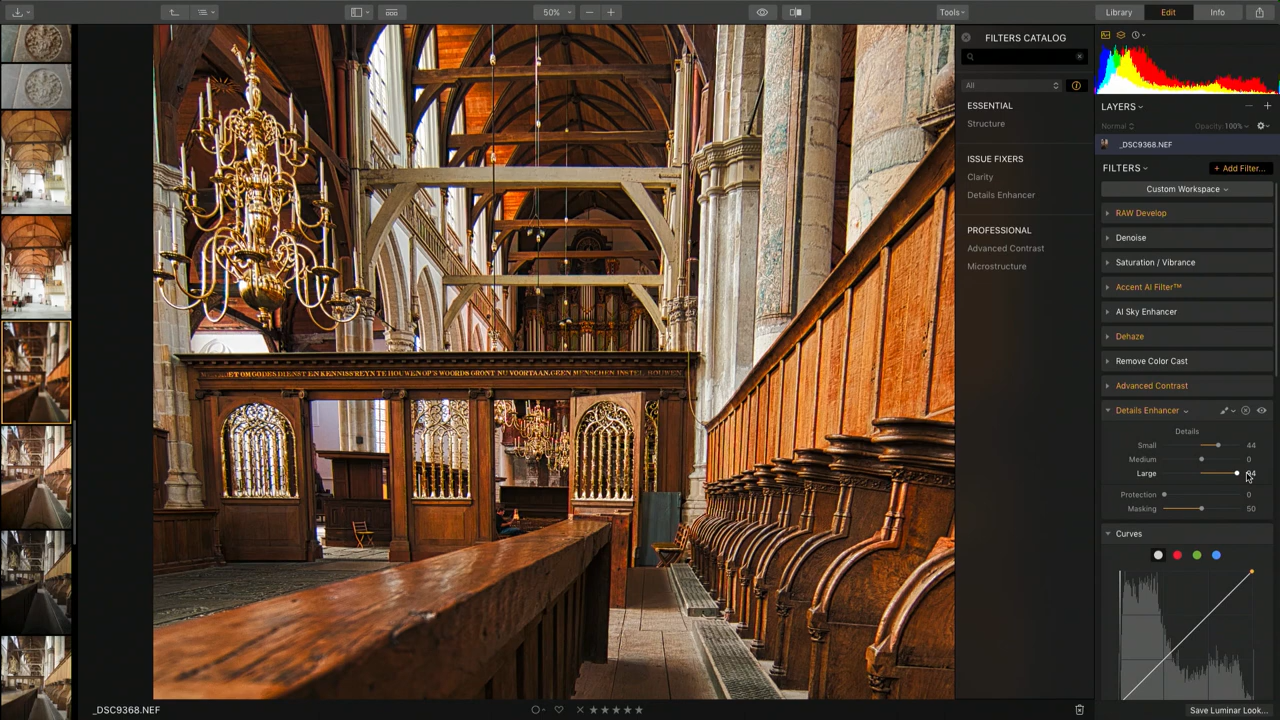 50%
Tools
Library
Edit
Info
FILTERS CATALOG
All
ESSENTIAL
Structure
ISSUE FIXERS
Clarity
Details Enhancer
PROFESSIONAL
Advanced Contrast
Microstructure
LAYERS
Normal
Opacity: 100%
_DSC9368.NEF
FILTERS
+ Add Filter...
Custom Workspace
RAW Develop
Denoise
Saturation / Vibrance
Accent AI Filter™
AI Sky Enhancer
Dehaze
Remove Color Cast
Advanced Contrast
Details Enhancer
Details
Small 44
Medium 0
Large 94
Protection 0
Masking 50
Curves
_DSC9368.NEF
Save Luminar Look...